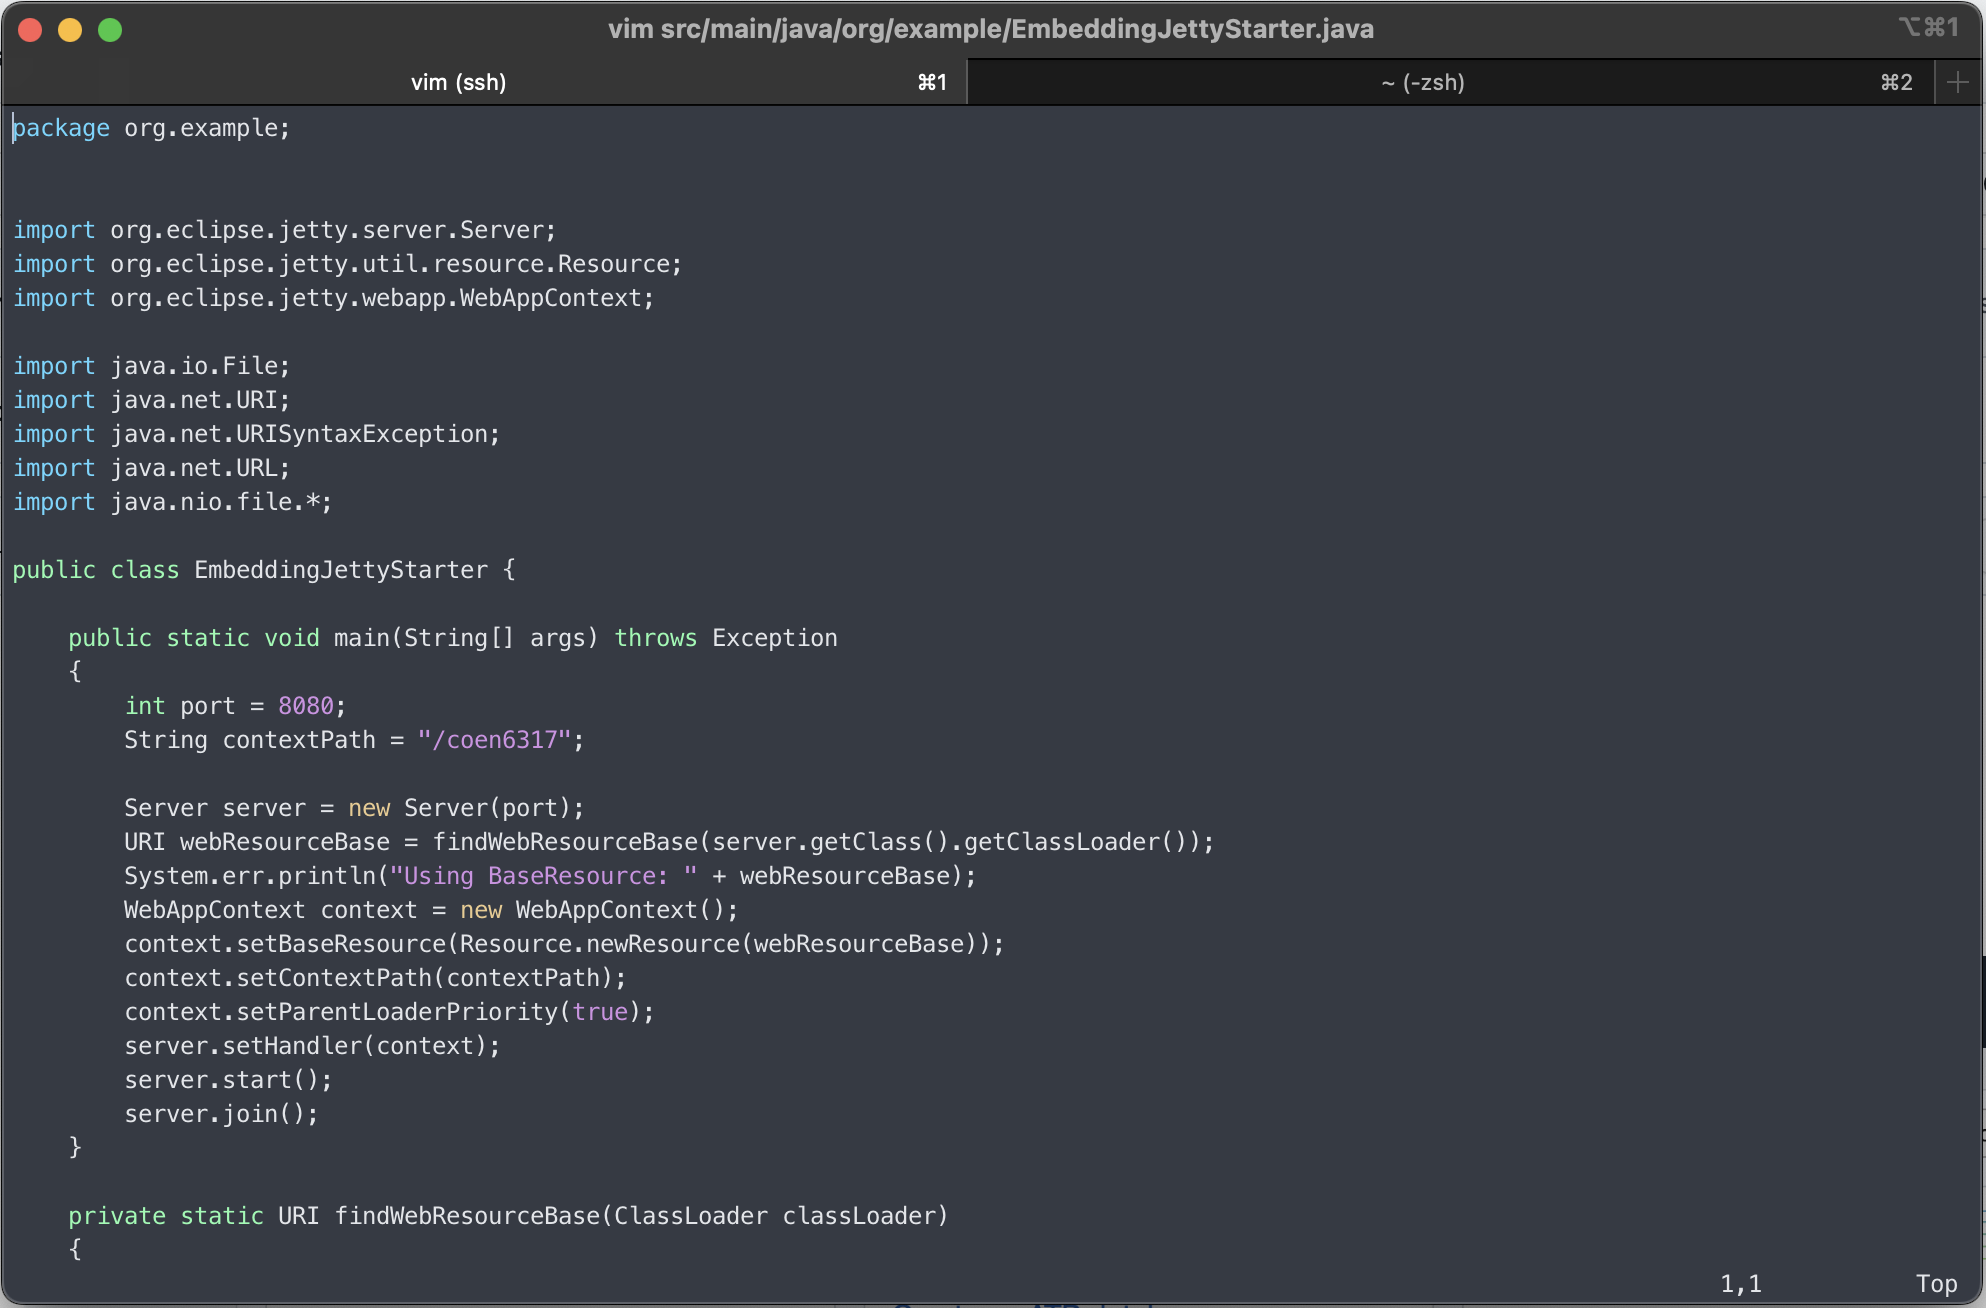 vim src/main/java/org/example/EmbeddingJettyStarter.java ⌥⌘1
vim (ssh) ⌘1 ~ (-zsh) ⌘2 +
package org.example;
import org.eclipse.jetty.server.Server;
import org.eclipse.jetty.util.resource.Resource;
import org.eclipse.jetty.webapp.WebAppContext;
import java.io.File;
import java.net.URI;
import java.net.URISyntaxException;
import java.net.URL;
import java.nio.file.*;
public class EmbeddingJettyStarter {
    public static void main(String[] args) throws Exception
    {
        int port = 8080;
        String contextPath = "/coen6317";
        Server server = new Server(port);
        URI webResourceBase = findWebResourceBase(server.getClass().getClassLoader());
        System.err.println("Using BaseResource: " + webResourceBase);
        WebAppContext context = new WebAppContext();
        context.setBaseResource(Resource.newResource(webResourceBase));
        context.setContextPath(contextPath);
        context.setParentLoaderPriority(true);
        server.setHandler(context);
        server.start();
        server.join();
    }
    private static URI findWebResourceBase(ClassLoader classLoader)
    {
1,1 Top